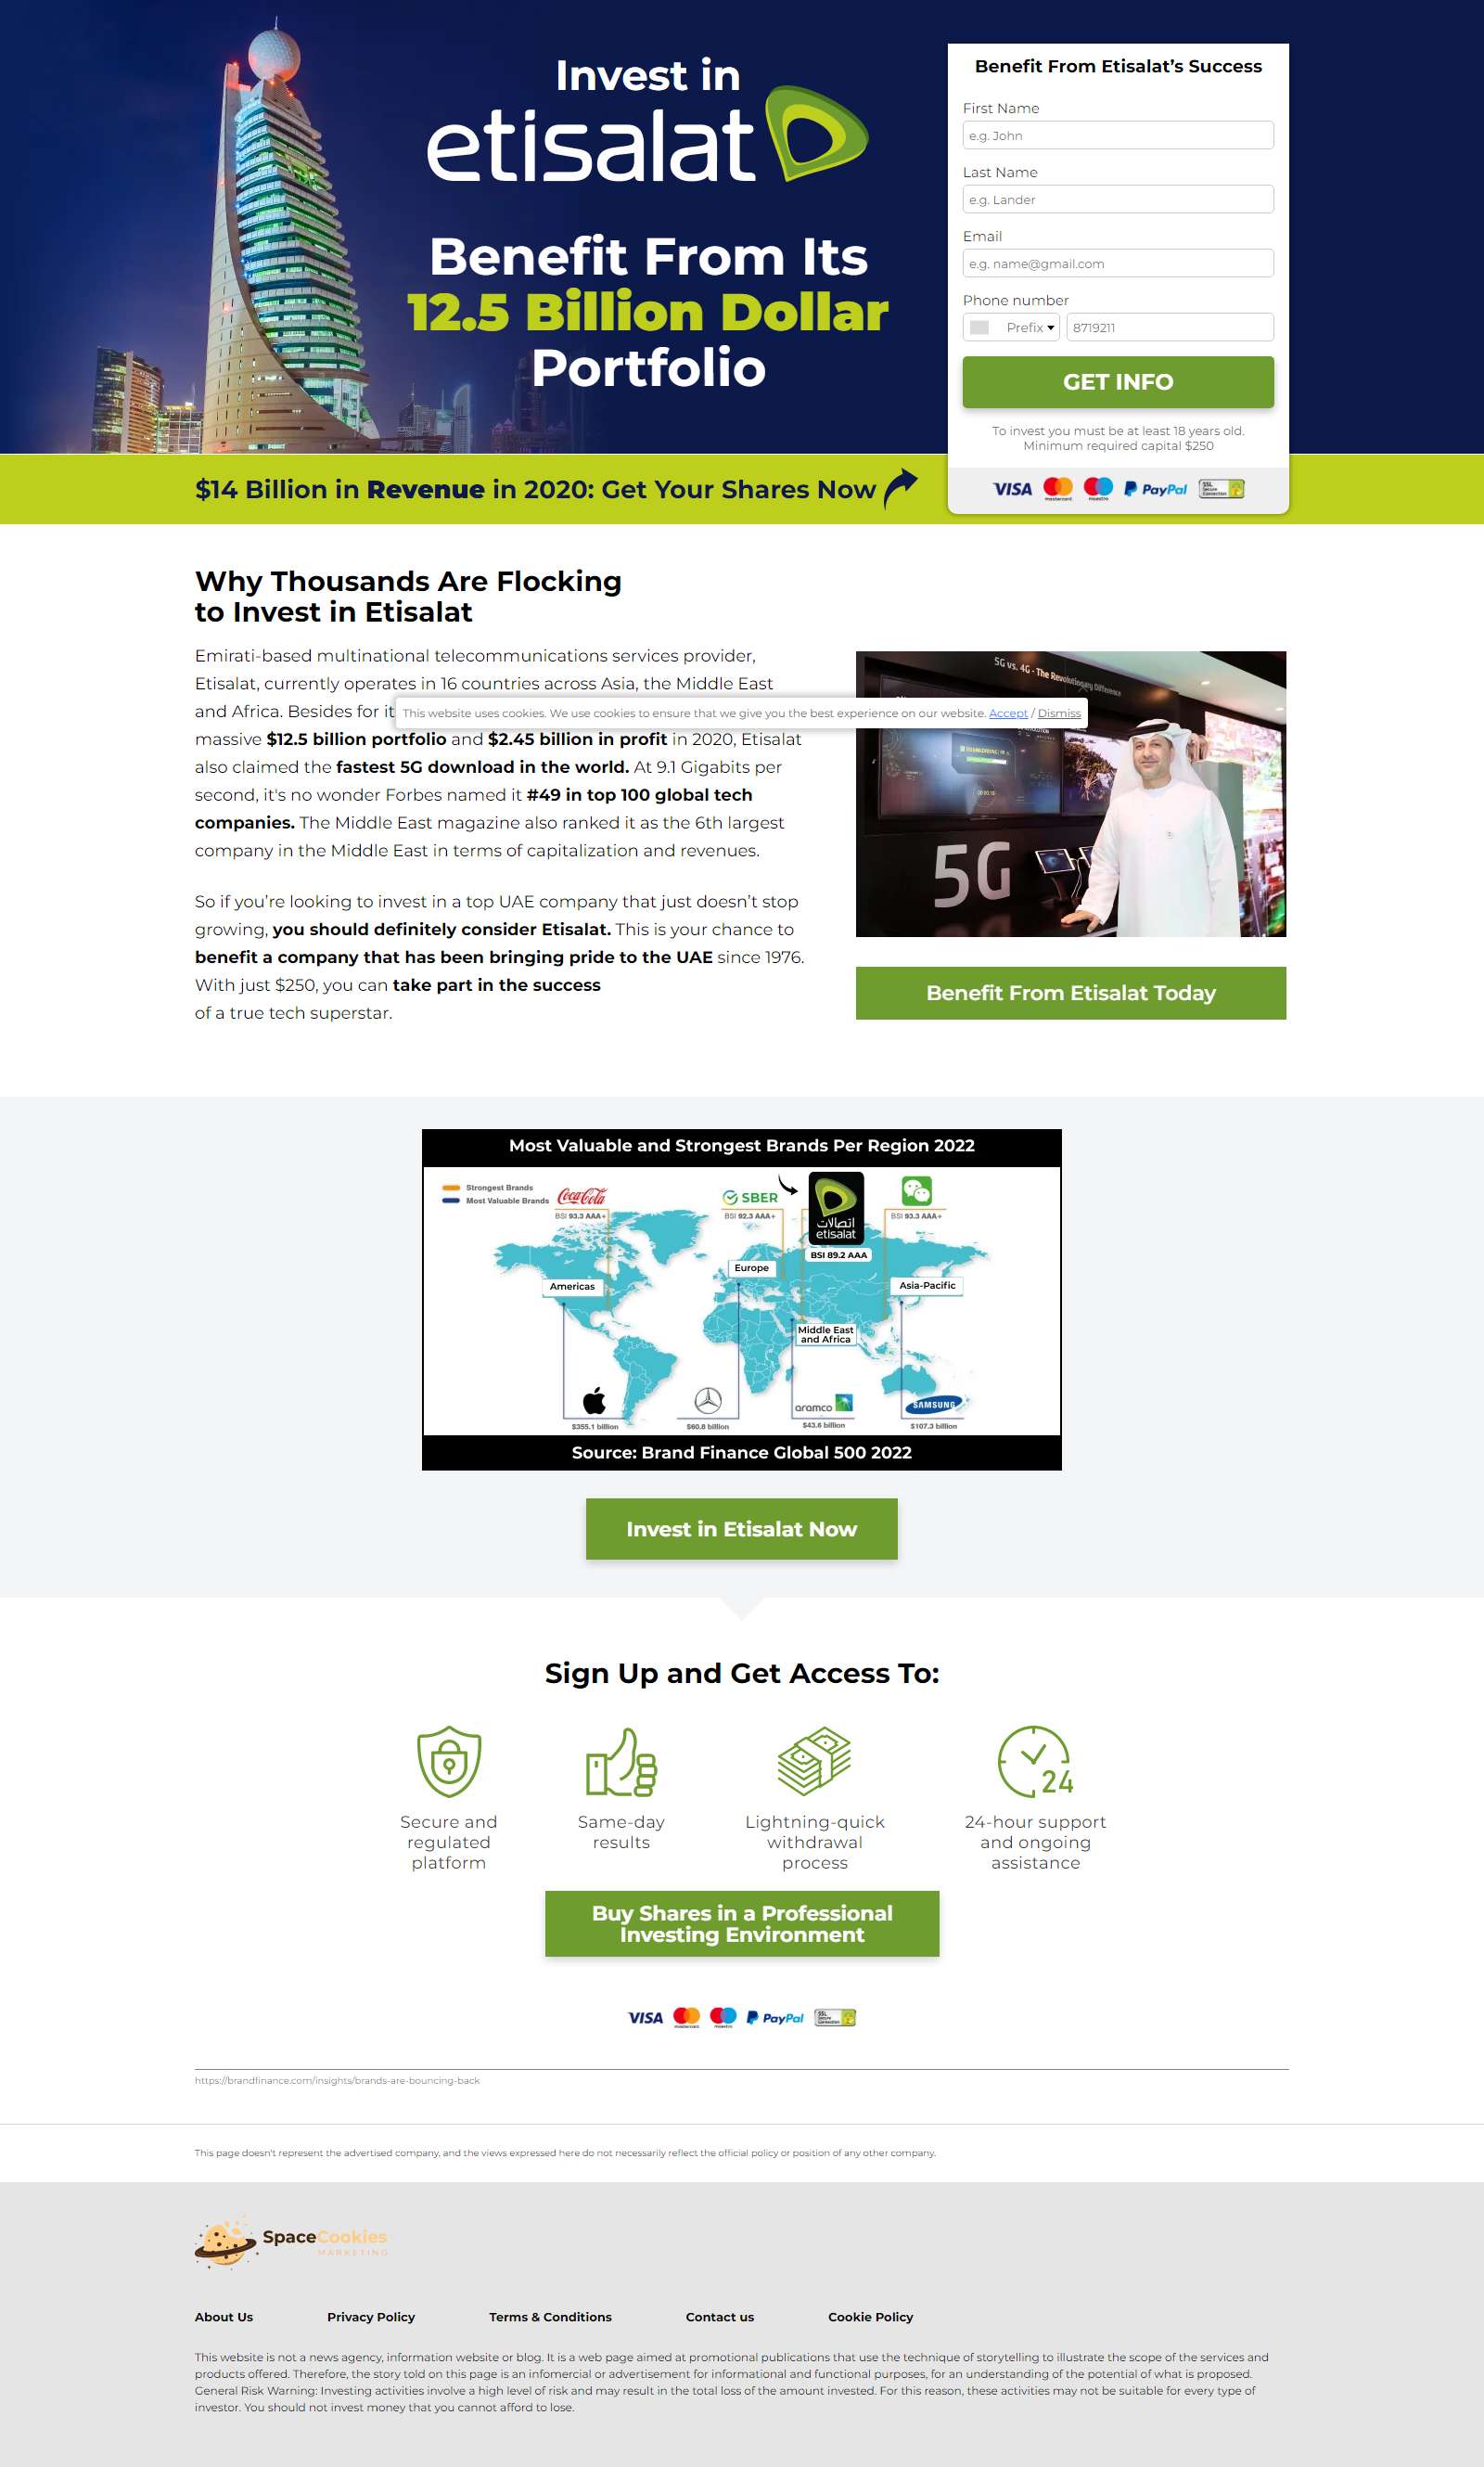 Invest in
etisalat
Benefit From Its
12.5 Billion Dollar
Portfolio
Benefit From Etisalat's Success
First Name
e.g. John
Last Name
e.g. Lander
Email
e.g. name@gmail.com
Phone number
Prefix 8719211
GET INFO
To invest you must be at least 18 years old.
Minimum required capital $250
VISA mastercard maestro PayPal SSL Secure Connection
$14 Billion in Revenue in 2020: Get Your Shares Now
Why Thousands Are Flocking
to Invest in Etisalat
Emirati-based multinational telecommunications services provider,
Etisalat, currently operates in 16 countries across Asia, the Middle East
and Africa. Besides for it
This website uses cookies. We use cookies to ensure that we give you the best experience on our website. Accept / Dismiss
massive $12.5 billion portfolio and $2.45 billion in profit in 2020, Etisalat
also claimed the fastest 5G download in the world. At 9.1 Gigabits per
second, it's no wonder Forbes named it #49 in top 100 global tech
companies. The Middle East magazine also ranked it as the 6th largest
company in the Middle East in terms of capitalization and revenues.
So if you're looking to invest in a top UAE company that just doesn't stop
growing, you should definitely consider Etisalat. This is your chance to
benefit a company that has been bringing pride to the UAE since 1976.
With just $250, you can take part in the success
of a true tech superstar.
5G vs. 4G - The Revolutionary Difference
5G
Benefit From Etisalat Today
Most Valuable and Strongest Brands Per Region 2022
Strongest Brands
Most Valuable Brands
Coca-Cola
BSI 93.3 AAA+
SBER
BSI 92.3 AAA+
اتصالات
etisalat
BSI 89.2 AAA
BSI 93.3 AAA+
Americas
Europe
Asia-Pacific
Middle East
and Africa
aramco
SAMSUNG
$355.1 billion
$60.8 billion
$43.6 billion
$107.3 billion
Source: Brand Finance Global 500 2022
Invest in Etisalat Now
Sign Up and Get Access To:
24
Secure and
regulated
platform
Same-day
results
Lightning-quick
withdrawal
process
24-hour support
and ongoing
assistance
Buy Shares in a Professional
Investing Environment
VISA mastercard maestro PayPal SSL Secure Connection
https://brandfinance.com/insights/brands-are-bouncing-back
This page doesn't represent the advertised company, and the views expressed here do not necessarily reflect the official policy or position of any other company.
SpaceCookies
MARKETING
About Us Privacy Policy Terms & Conditions Contact us Cookie Policy
This website is not a news agency, information website or blog. It is a web page aimed at promotional publications that use the technique of storytelling to illustrate the scope of the services and
products offered. Therefore, the story told on this page is an infomercial or advertisement for informational and functional purposes, for an understanding of the potential of what is proposed.
General Risk Warning: Investing activities involve a high level of risk and may result in the total loss of the amount invested. For this reason, these activities may not be suitable for every type of
investor. You should not invest money that you cannot afford to lose.